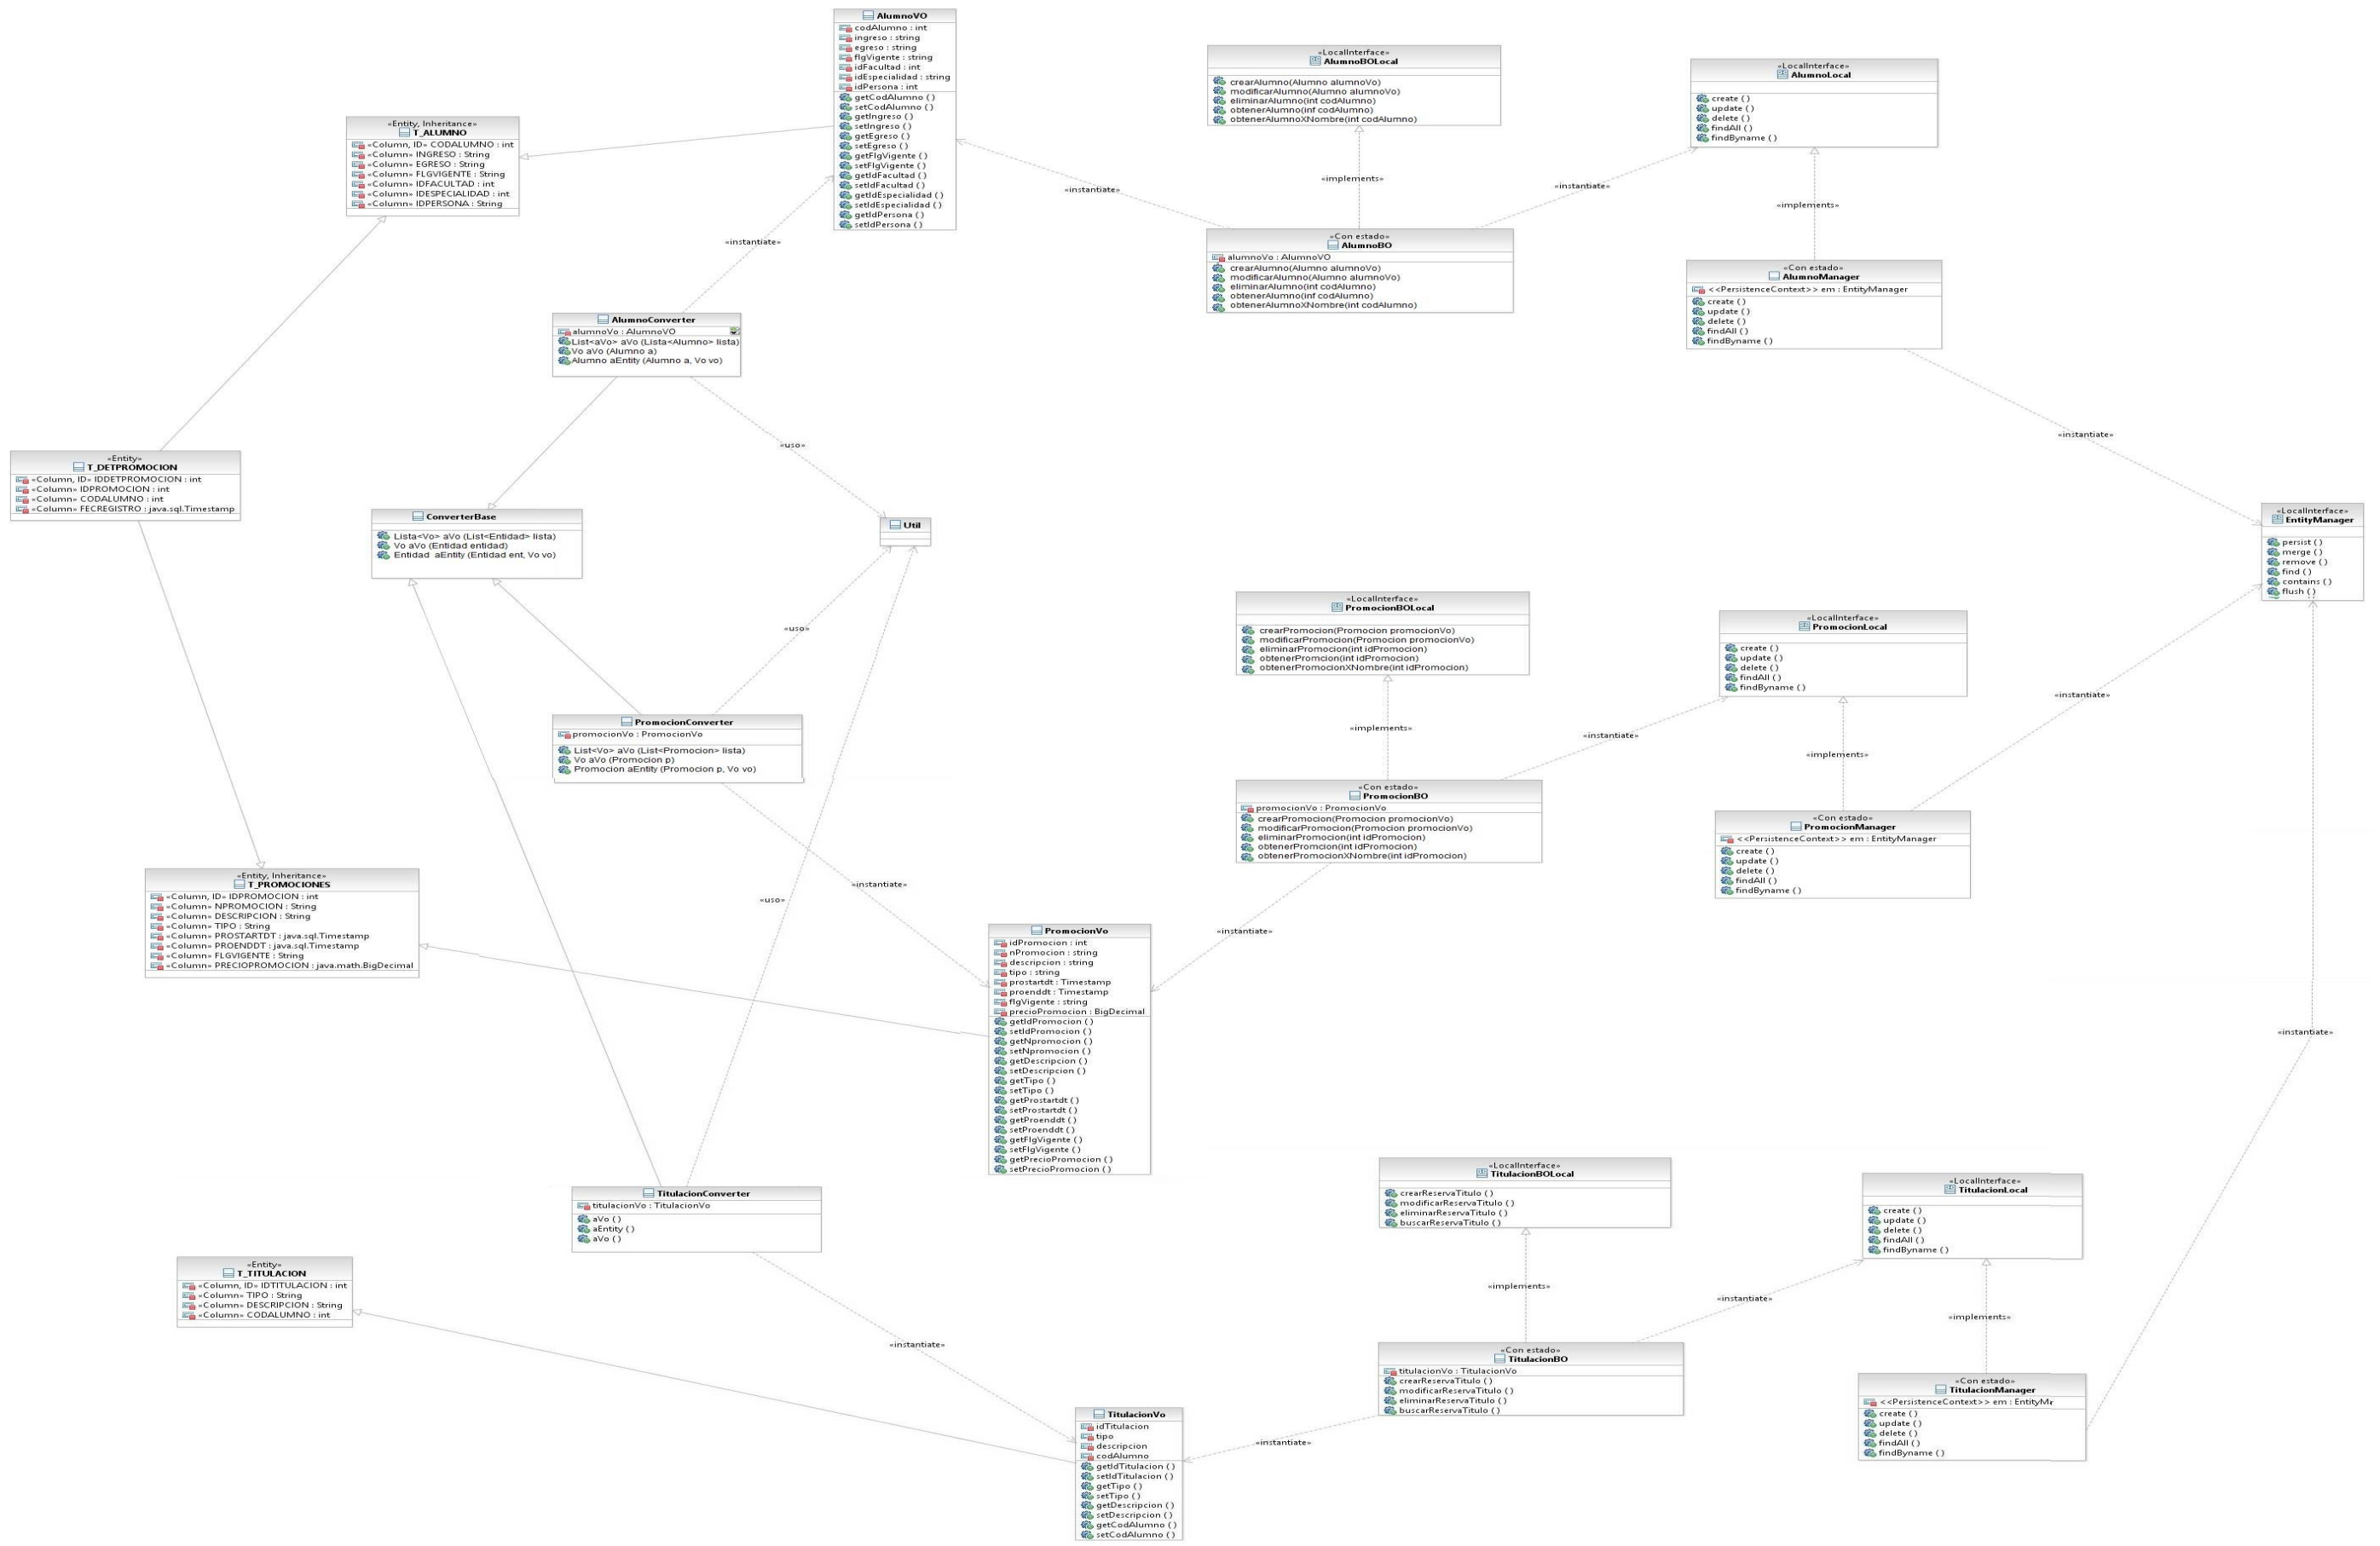 AlumnoVO
codAlumno : int
ingreso : string
egreso : string
flgVigente : string
idFacultad : int
idEspecialidad : string
idPersona : int
getCodAlumno ( )
setCodAlumno ( )
getIngreso ( )
setIngreso ( )
getEgreso ( )
setEgreso ( )
getFlgVigente ( )
setFlgVigente ( )
getIdFacultad ( )
setIdFacultad ( )
getIdEspecialidad ( )
setIdEspecialidad ( )
getIdPersona ( )
setIdPersona ( )
«LocalInterface»
AlumnoBOLocal
crearAlumno(Alumno alumnoVo)
modificarAlumno(Alumno alumnoVo)
eliminarAlumno(int codAlumno)
obtenerAlumno(inf codAlumno)
obtenerAlumnoXNombre(int codAlumno)
«LocalInterface»
AlumnoLocal
create ( )
update ( )
delete ( )
findAll ( )
findByname ( )
«Entity, Inheritance»
T_ALUMNO
«Column, ID» CODALUMNO : int
«Column» INGRESO : String
«Column» EGRESO : String
«Column» FLGVIGENTE : String
«Column» IDFACULTAD : int
«Column» IDESPECIALIDAD : int
«Column» IDPERSONA : String
«instantiate»
«implements»
«instantiate»
«implements»
«instantiate»
«Con estado»
AlumnoBO
alumnoVo : AlumnoVO
crearAlumno(Alumno alumnoVo)
modificarAlumno(Alumno alumnoVo)
eliminarAlumno(int codAlumno)
obtenerAlumno(inf codAlumno)
obtenerAlumnoXNombre(int codAlumno)
«Con estado»
AlumnoManager
<<PersistenceContext>> em : EntityManager
create ( )
update ( )
delete ( )
findAll ( )
findByname ( )
AlumnoConverter
alumnoVo : AlumnoVO
List<aVo> aVo (Lista<Alumno> lista)
Vo aVo (Alumno a)
Alumno aEntity (Alumno a, Vo vo)
«uso»
«instantiate»
«Entity»
T_DETPROMOCION
«Column, ID» IDDETPROMOCION : int
«Column» IDPROMOCION : int
«Column» CODALUMNO : int
«Column» FECREGISTRO : java.sql.Timestamp
ConverterBase
Lista<Vo> aVo (List<Entidad> lista)
Vo aVo (Entidad entidad)
Entidad aEntity (Entidad ent, Vo vo)
Util
«LocalInterface»
EntityManager
persist ( )
merge ( )
remove ( )
find ( )
contains ( )
flush ( )
«uso»
«LocalInterface»
PromocionBOLocal
crearPromocion(Promocion promocionVo)
modificarPromocion(Promocion promocionVo)
eliminarPromocion(int idPromocion)
obtenerPromcion(int idPromocion)
obtenerPromocionXNombre(int idPromocion)
«LocalInterface»
PromocionLocal
create ( )
update ( )
delete ( )
findAll ( )
findByname ( )
«instantiate»
PromocionConverter
promocionVo : PromocionVo
List<Vo> aVo (List<Promocion> lista)
Vo aVo (Promocion p)
Promocion aEntity (Promocion p, Vo vo)
«implements»
«instantiate»
«implements»
«Con estado»
PromocionBO
promocionVo : PromocionVo
crearPromocion(Promocion promocionVo)
modificarPromocion(Promocion promocionVo)
eliminarPromocion(int idPromocion)
obtenerPromcion(int idPromocion)
obtenerPromocionXNombre(int idPromocion)
«Con estado»
PromocionManager
<<PersistenceContext>> em : EntityManager
create ( )
update ( )
delete ( )
findAll ( )
findByname ( )
«Entity, Inheritance»
T_PROMOCIONES
«Column, ID» IDPROMOCION : int
«Column» NPROMOCION : String
«Column» DESCRIPCION : String
«Column» TIPO : String
«Column» PROSTARTDT : java.sql.Timestamp
«Column» PROENDDT : java.sql.Timestamp
«Column» FLGVIGENTE : String
«Column» PRECIOPROMOCION : java.math.BigDecimal
«instantiate»
«uso»
«instantiate»
PromocionVo
idPromocion : int
nPromocion : string
descripcion : string
tipo : string
prostartdt : Timestamp
proenddt : Timestamp
flgVigente : string
precioPromocion : BigDecimal
getIdPromocion ( )
setIdPromocion ( )
getNpromocion ( )
setNpromocion ( )
getDescripcion ( )
setDescripcion ( )
getTipo ( )
setTipo ( )
getProstartdt ( )
setProstartdt ( )
getProenddt ( )
setProenddt ( )
getFlgVigente ( )
setFlgVigente ( )
getPrecioPromocion ( )
setPrecioPromocion ( )
«instantiate»
TitulacionConverter
titulacionVo : TitulacionVo
aVo ( )
aEntity ( )
aVo ( )
«LocalInterface»
TitulacionBOLocal
crearReservaTitulo ( )
modificarReservaTitulo ( )
eliminarReservaTitulo ( )
buscarReservaTitulo ( )
«LocalInterface»
TitulacionLocal
create ( )
update ( )
delete ( )
findAll ( )
findByname ( )
«Entity»
T_TITULACION
«Column, ID» IDTITULACION : int
«Column» TIPO : String
«Column» DESCRIPCION : String
«Column» CODALUMNO : int
«implements»
«instantiate»
«implements»
«instantiate»
«Con estado»
TitulacionBO
titulacionVo : TitulacionVo
crearReservaTitulo ( )
modificarReservaTitulo ( )
eliminarReservaTitulo ( )
buscarReservaTitulo ( )
«Con estado»
TitulacionManager
<<PersistenceContext>> em : EntityMr
create ( )
update ( )
delete ( )
findAll ( )
findByname ( )
TitulacionVo
idTitulacion
tipo
descripcion
codAlumno
getIdTitulacion ( )
setIdTitulacion ( )
getTipo ( )
setTipo ( )
getDescripcion ( )
setDescripcion ( )
getCodAlumno ( )
setCodAlumno ( )
«instantiate»